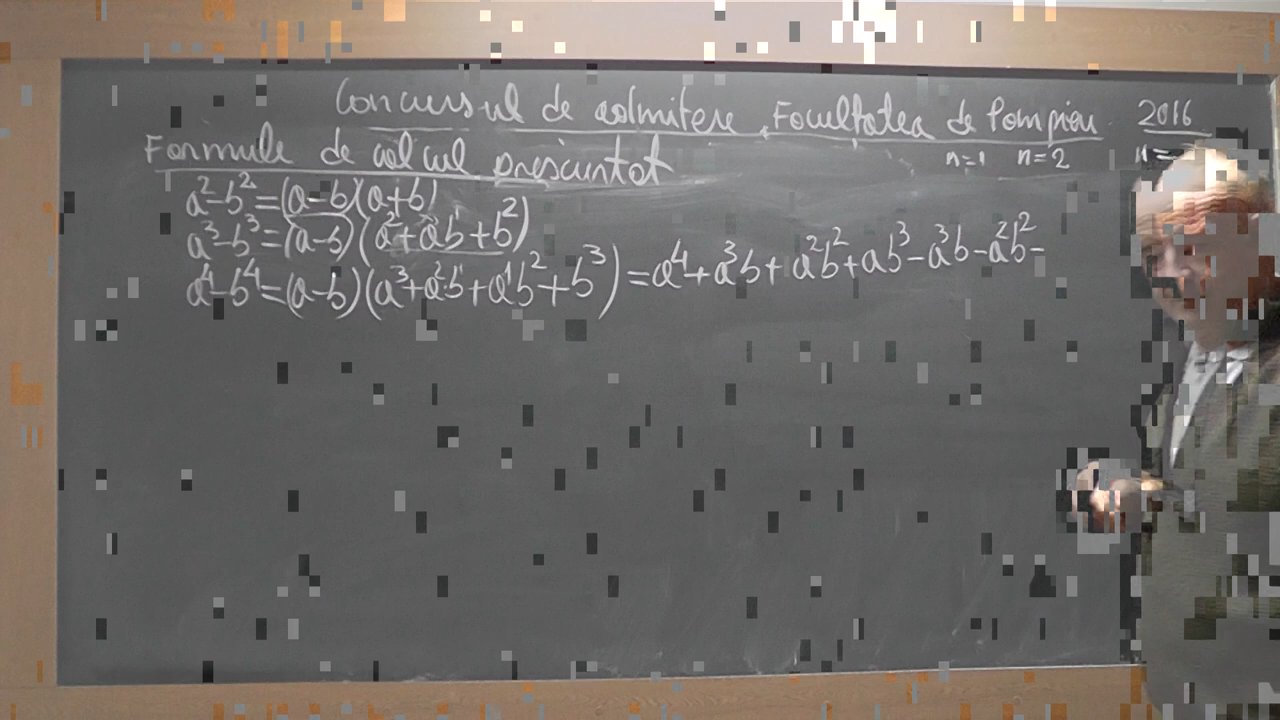 Concursul de admitere, Facultatea de Pompieri 2016
n=1 n=2 n=
Formule de calcul prescurtat
a²-b²=(a-b)(a+b)
a³-b³=(a-b)(a²+ab+b²)
a⁴-b⁴=(a-b)(a³+a²b+a¹b²+b³)=a⁴+a³b+a²b²+ab³-a³b-a²b²-